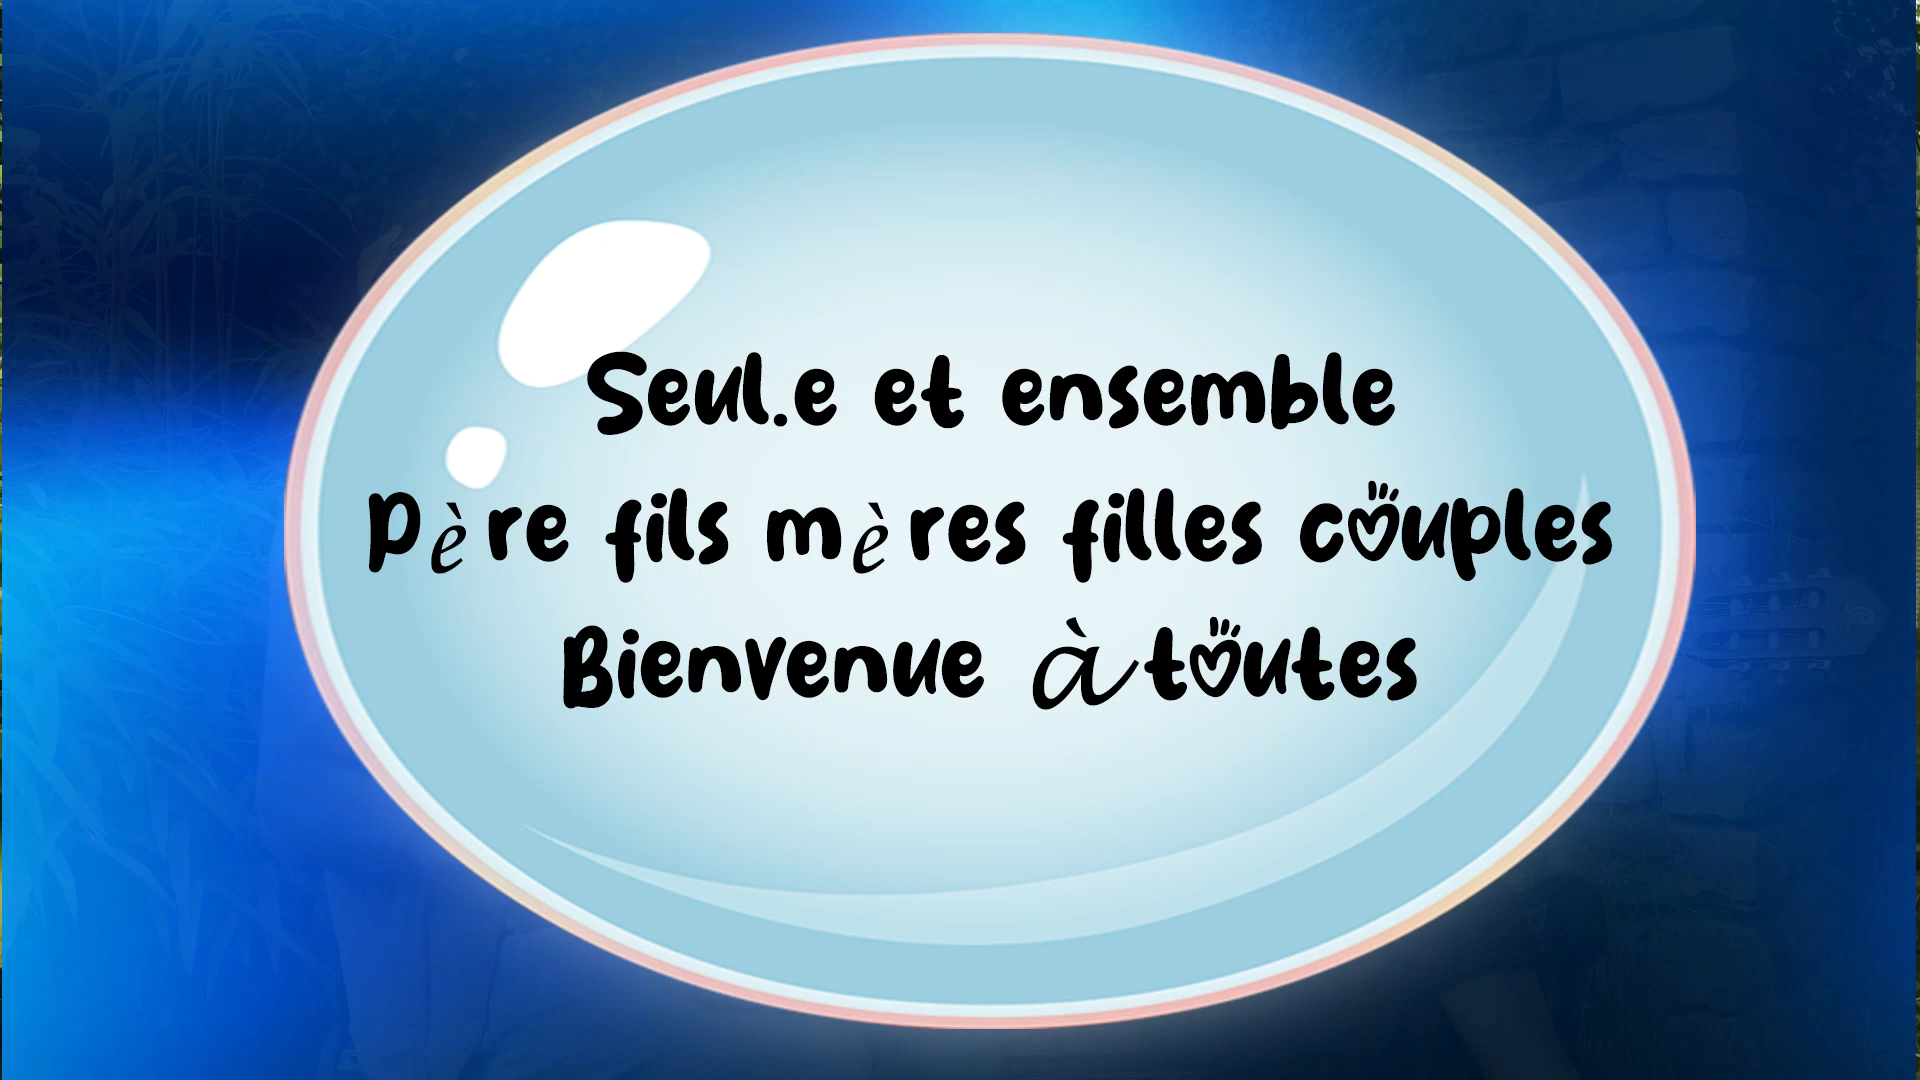 Seul.e et ensemble
Père fils mères filles couples
Bienvenue à toutes